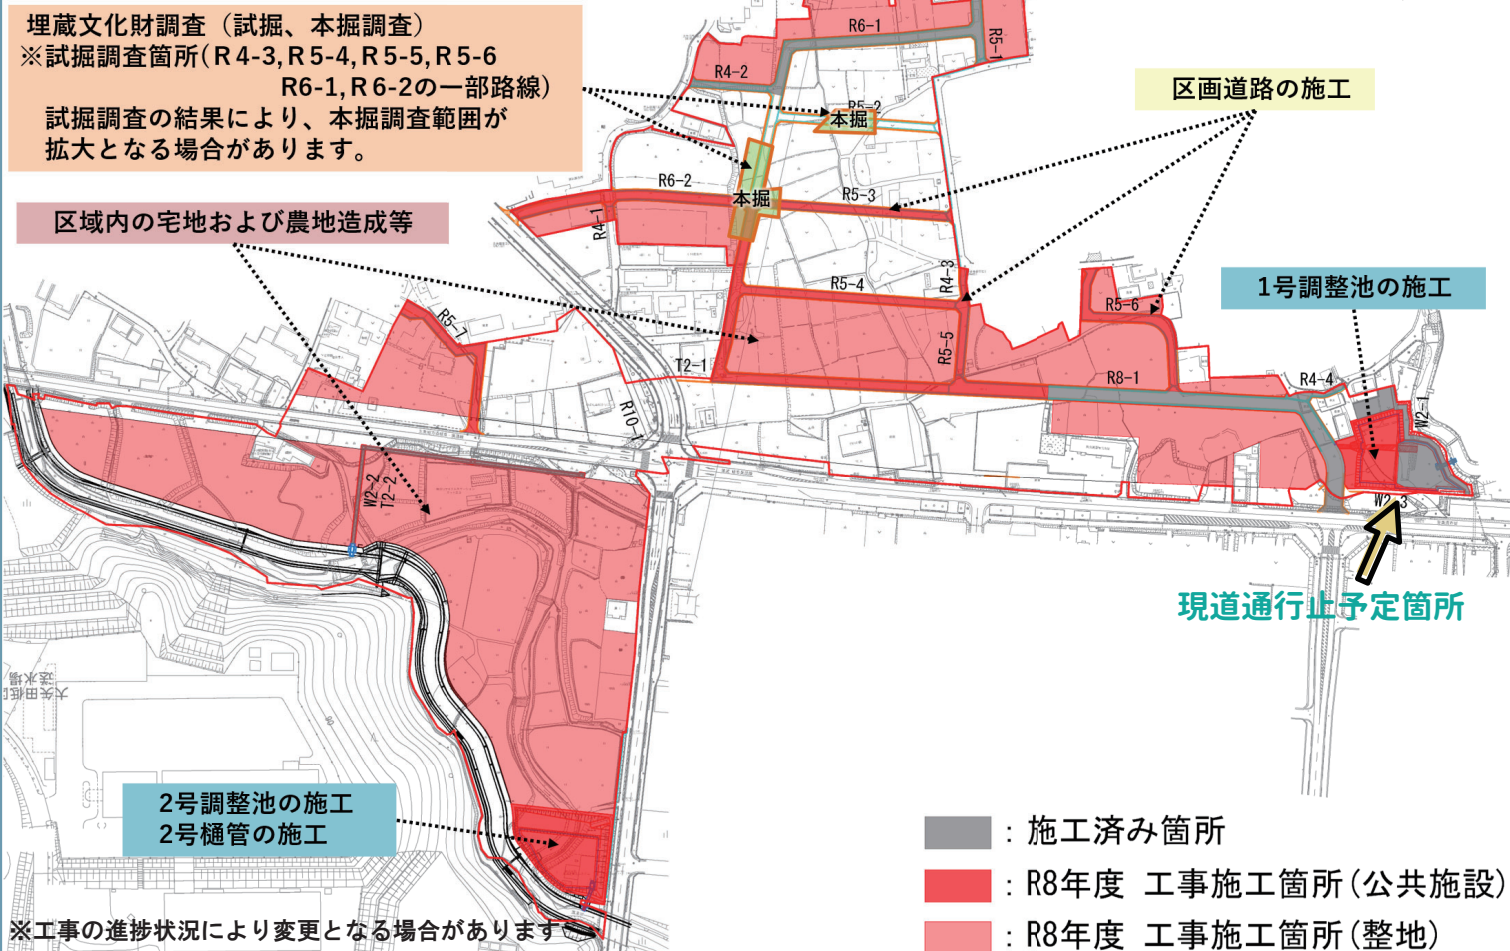 埋蔵文化財調査（試掘、本掘調査）
※試掘調査箇所(R4-3,R5-4,R5-5,R5-6
R6-1,R6-2の一部路線）
試掘調査の結果により、本掘調査範囲が
拡大となる場合があります。
区域内の宅地および農地造成等
区画道路の施工
1号調整池の施工
R6-1
R5-1
R4-2
R5-2
本掘
R6-2
本掘
R5-3
R4-1
R4-3
R5-4
R5-6
R5-7
R5-5
T2-1
R8-1
R4-4
W2-1
R10-1
W2-2
T2-2
W2-3
現道通行止予定箇所
大矢田低区
送水場
2号調整池の施工
2号樋管の施工
：施工済み箇所
：R8年度 工事施工箇所(公共施設)
：R8年度 工事施工箇所(整地)
※工事の進捗状況により変更となる場合があります